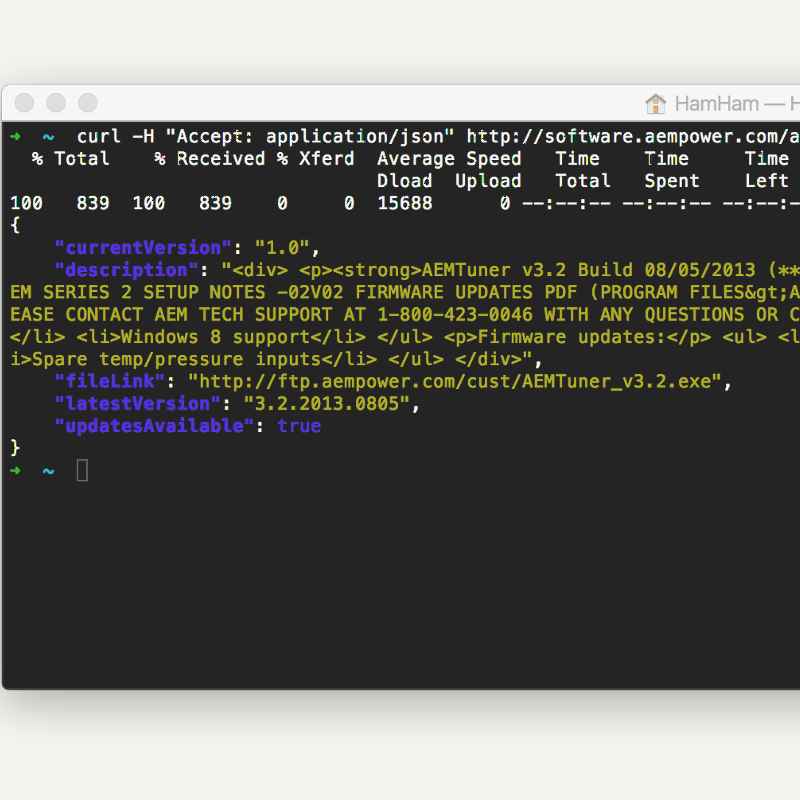 HamHam — H
➜ ~ curl -H "Accept: application/json" http://software.aempower.com/a
% Total % Received % Xferd Average Speed Time Time Time
Dload Upload Total Spent Left
100 839 100 839 0 0 15688 0 --:--:-- --:--:-- --:--:-
{
"currentVersion": "1.0",
"description": "<div> <p><strong>AEMTuner v3.2 Build 08/05/2013 (**
EM SERIES 2 SETUP NOTES -02V02 FIRMWARE UPDATES PDF (PROGRAM FILES&gt;A
EASE CONTACT AEM TECH SUPPORT AT 1-800-423-0046 WITH ANY QUESTIONS OR C
</li> <li>Windows 8 support</li> </ul> <p>Firmware updates:</p> <ul> <l
i>Spare temp/pressure inputs</li> </ul> </div>",
"fileLink": "http://ftp.aempower.com/cust/AEMTuner_v3.2.exe",
"latestVersion": "3.2.2013.0805",
"updatesAvailable": true
}
➜ ~